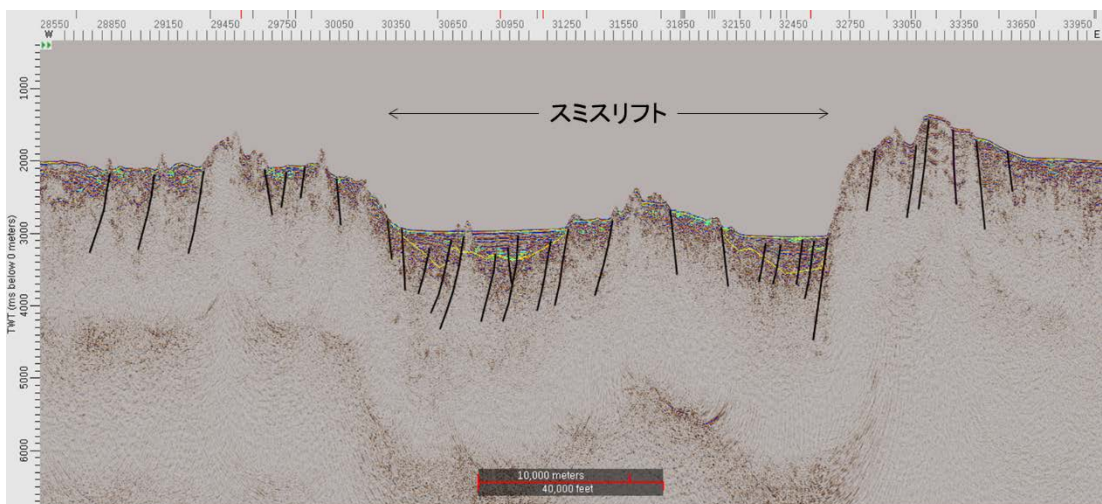 28550 28850 29150 29450 29750 30050 30350 30650 30950 31250 31550 31850 32150 32450 32750 33050 33350 33650 33950
W E
スミスリフト
TWT (ms below 0 meters)
1000
2000
3000
4000
5000
6000
10,000 meters
40,000 feet